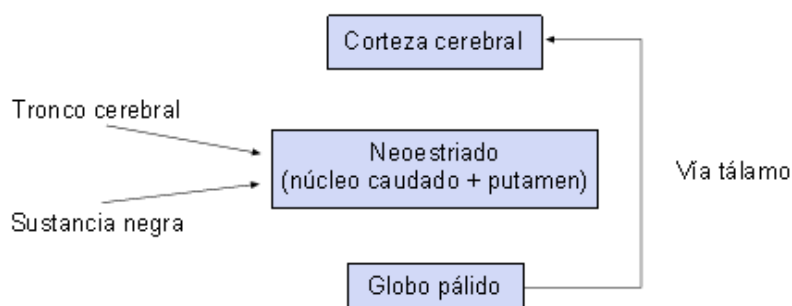 Corteza cerebral
Tronco cerebral
Neoestriado
(núcleo caudado + putamen)
Vía tálamo
Sustancia negra
Globo pálido